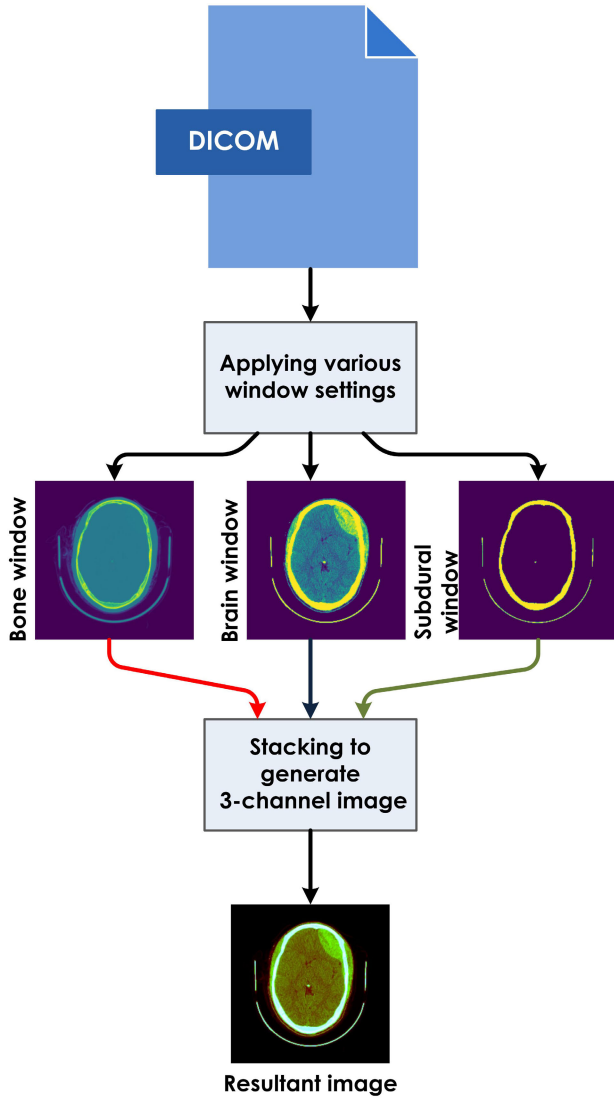 DICOM
Applying various
window settings
Bone window
Brain window
Subdural
window
Stacking to
generate
3-channel image
Resultant image